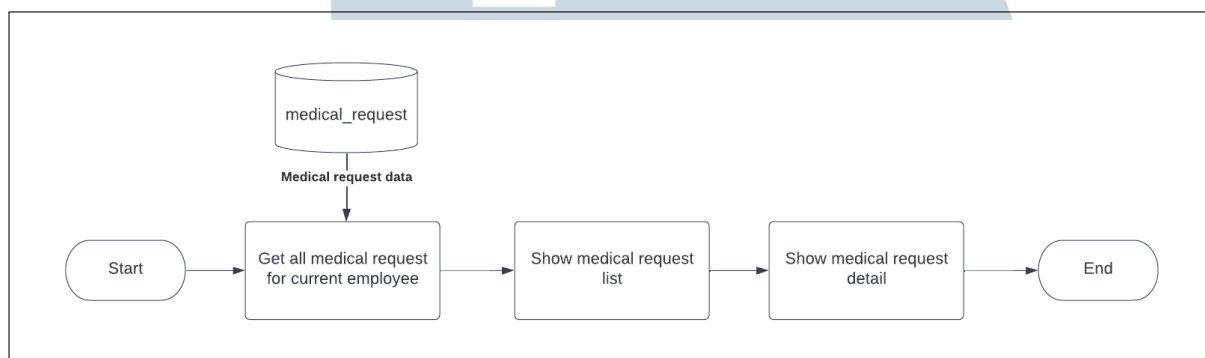 medical_request
Medical request data
Start
Get all medical request
for current employee
Show medical request
list
Show medical request
detail
End